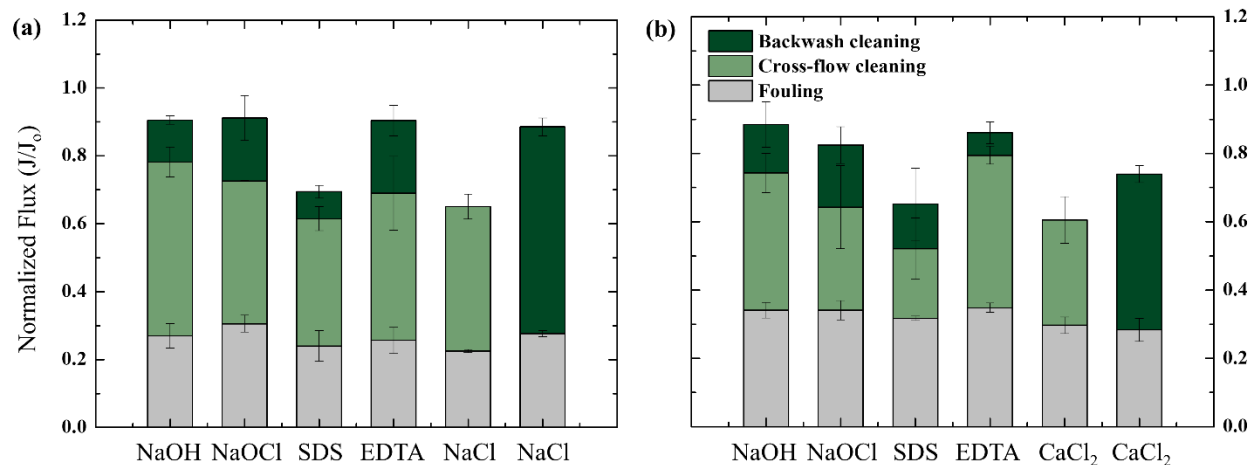 (a)
Normalized Flux (J/J₀)
1.2
1.0
0.8
0.6
0.4
0.2
0.0
NaOH NaOCl SDS EDTA NaCl NaCl
(b)
Backwash cleaning
Cross-flow cleaning
Fouling
1.2
1.0
0.8
0.6
0.4
0.2
0.0
NaOH NaOCl SDS EDTA CaCl₂ CaCl₂